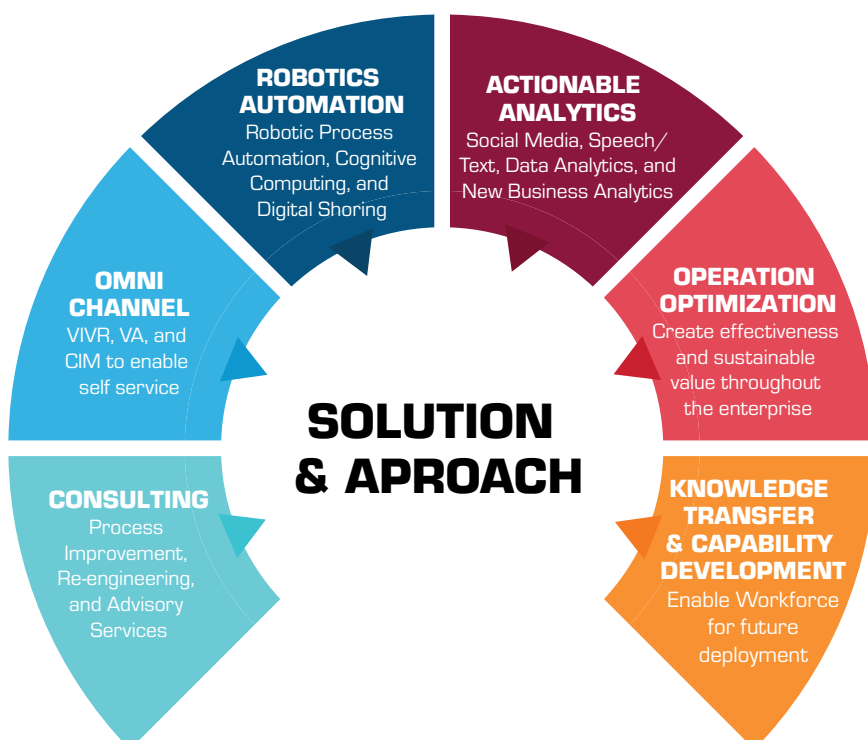 ROBOTICS
AUTOMATION
Robotic Process
Automation, Cognitive
Computing, and
Digital Shoring
ACTIONABLE
ANALYTICS
Social Media, Speech/
Text, Data Analytics, and
New Business Analytics
OMNI
CHANNEL
VIVR, VA, and
CIM to enable
self service
OPERATION
OPTIMIZATION
Create effectiveness
and sustainable
value throughout
the enterprise
SOLUTION
& APROACH
CONSULTING
Process
Improvement,
Re-engineering,
and Advisory
Services
KNOWLEDGE
TRANSFER
& CAPABILITY
DEVELOPMENT
Enable Workforce
for future
deployment